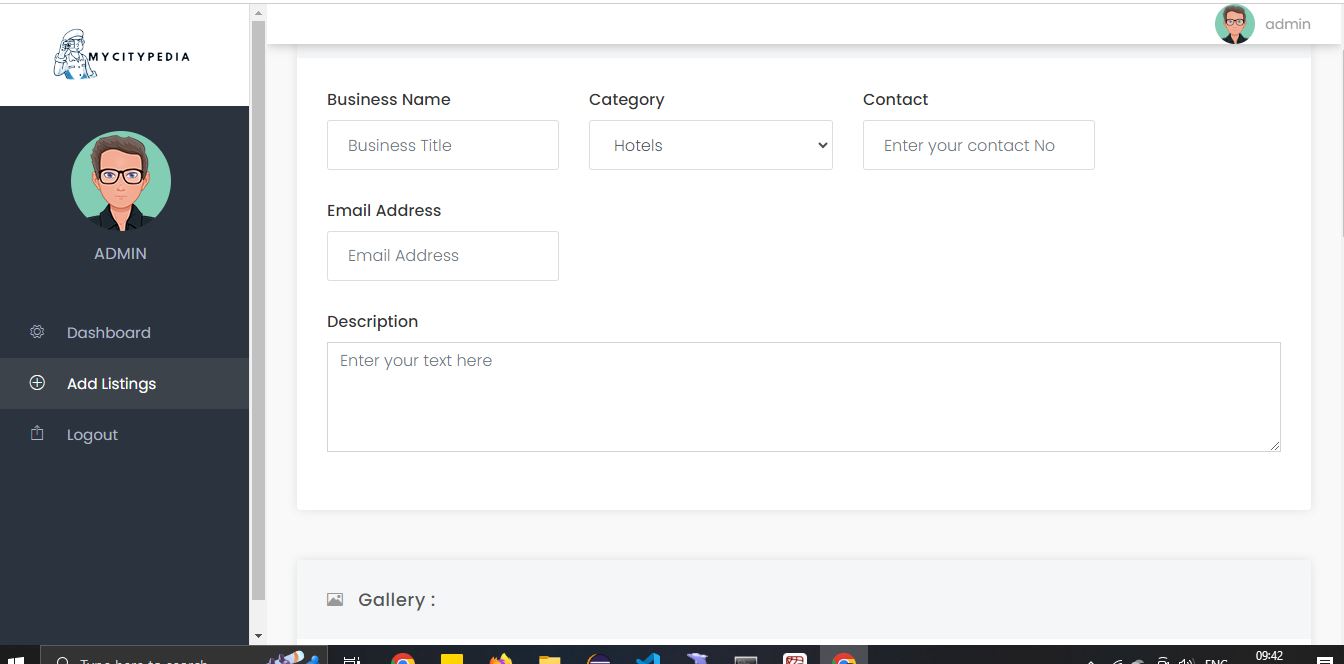 MYCITYPEDIA
admin
ADMIN
Dashboard
Add Listings
Logout
Business Name
Category
Contact
Business Title
Hotels
Enter your contact No
Email Address
Email Address
Description
Enter your text here
Gallery :
Type here to search
ENG
09:42